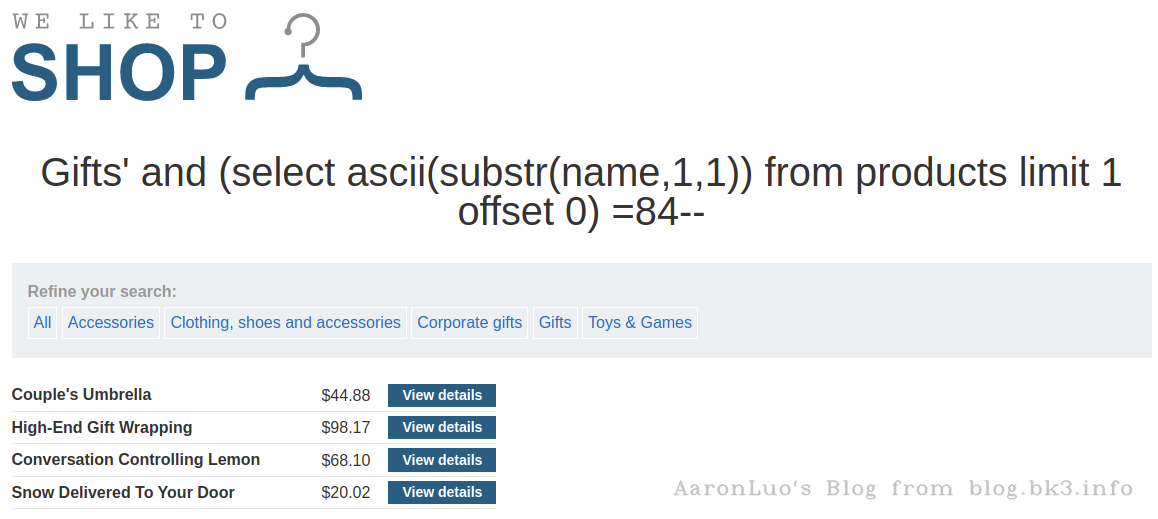 WE LIKE TO
SHOP
Gifts' and (select ascii(substr(name,1,1)) from products limit 1
offset 0) =84--
Refine your search:
All Accessories Clothing, shoes and accessories Corporate gifts Gifts Toys & Games
Couple's Umbrella $44.88 View details
High-End Gift Wrapping $98.17 View details
Conversation Controlling Lemon $68.10 View details
Snow Delivered To Your Door $20.02 View details
AaronLuo's Blog from blog.bk3.info